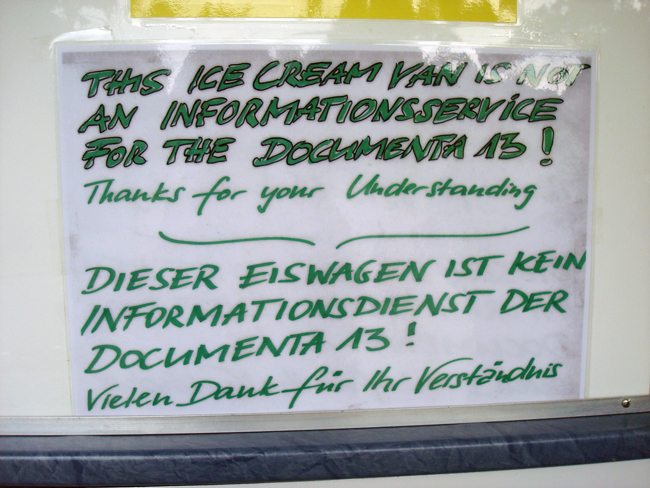 THIS ICE CREAM VAN IS NOT
AN INFORMATIONSSERVICE
FOR THE DOCUMENTA 13!
Thanks for your Understanding
DIESER EISWAGEN IST KEIN
INFORMATIONSDIENST DER
DOCUMENTA 13!
Vielen Dank für Ihr Verständnis